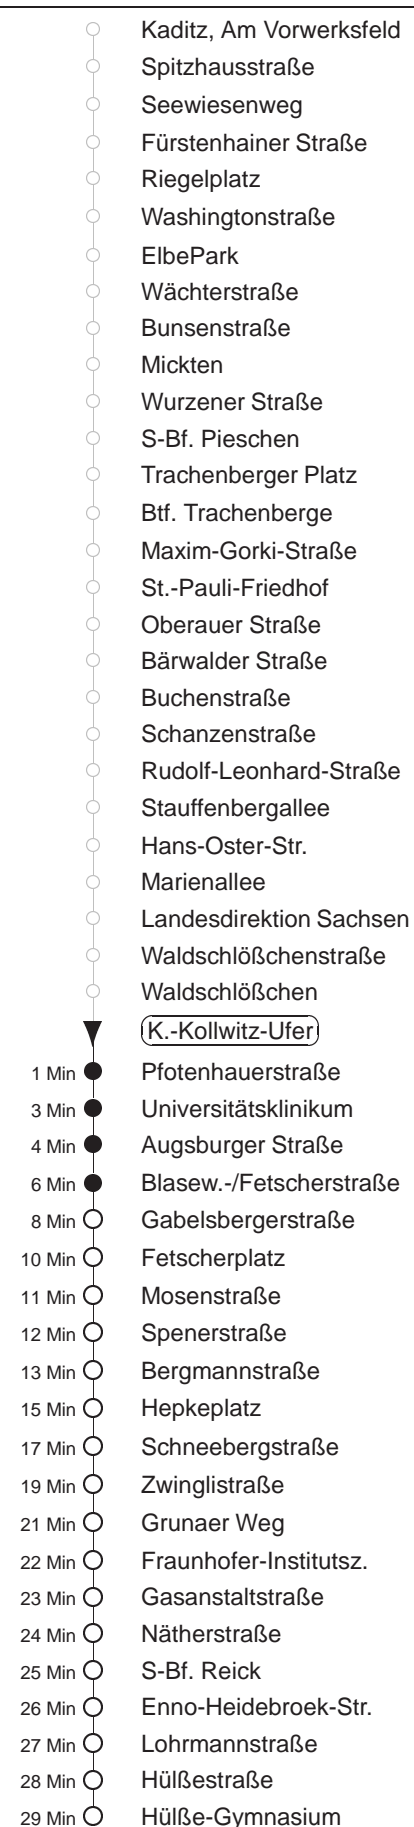 Kaditz, Am Vorwerksfeld
Spitzhausstraße
Seewiesenweg
Fürstenhainer Straße
Riegelplatz
Washingtonstraße
ElbePark
Wächterstraße
Bunsenstraße
Mickten
Wurzener Straße
S-Bf. Pieschen
Trachenberger Platz
Btf. Trachenberge
Maxim-Gorki-Straße
St.-Pauli-Friedhof
Oberauer Straße
Bärwalder Straße
Buchenstraße
Schanzenstraße
Rudolf-Leonhard-Straße
Stauffenbergallee
Hans-Oster-Str.
Marienallee
Landesdirektion Sachsen
Waldschlößchenstraße
Waldschlößchen
K.-Kollwitz-Ufer
1 Min Pfotenhauerstraße
3 Min Universitätsklinikum
4 Min Augsburger Straße
6 Min Blasew.-/Fetscherstraße
8 Min Gabelsbergerstraße
10 Min Fetscherplatz
11 Min Mosenstraße
12 Min Spenerstraße
13 Min Bergmannstraße
15 Min Hepkeplatz
17 Min Schneebergstraße
19 Min Zwinglistraße
21 Min Grunaer Weg
22 Min Fraunhofer-Institutsz.
23 Min Gasanstaltstraße
24 Min Nätherstraße
25 Min S-Bf. Reick
26 Min Enno-Heidebroek-Str.
27 Min Lohrmannstraße
28 Min Hülßestraße
29 Min Hülße-Gymnasium